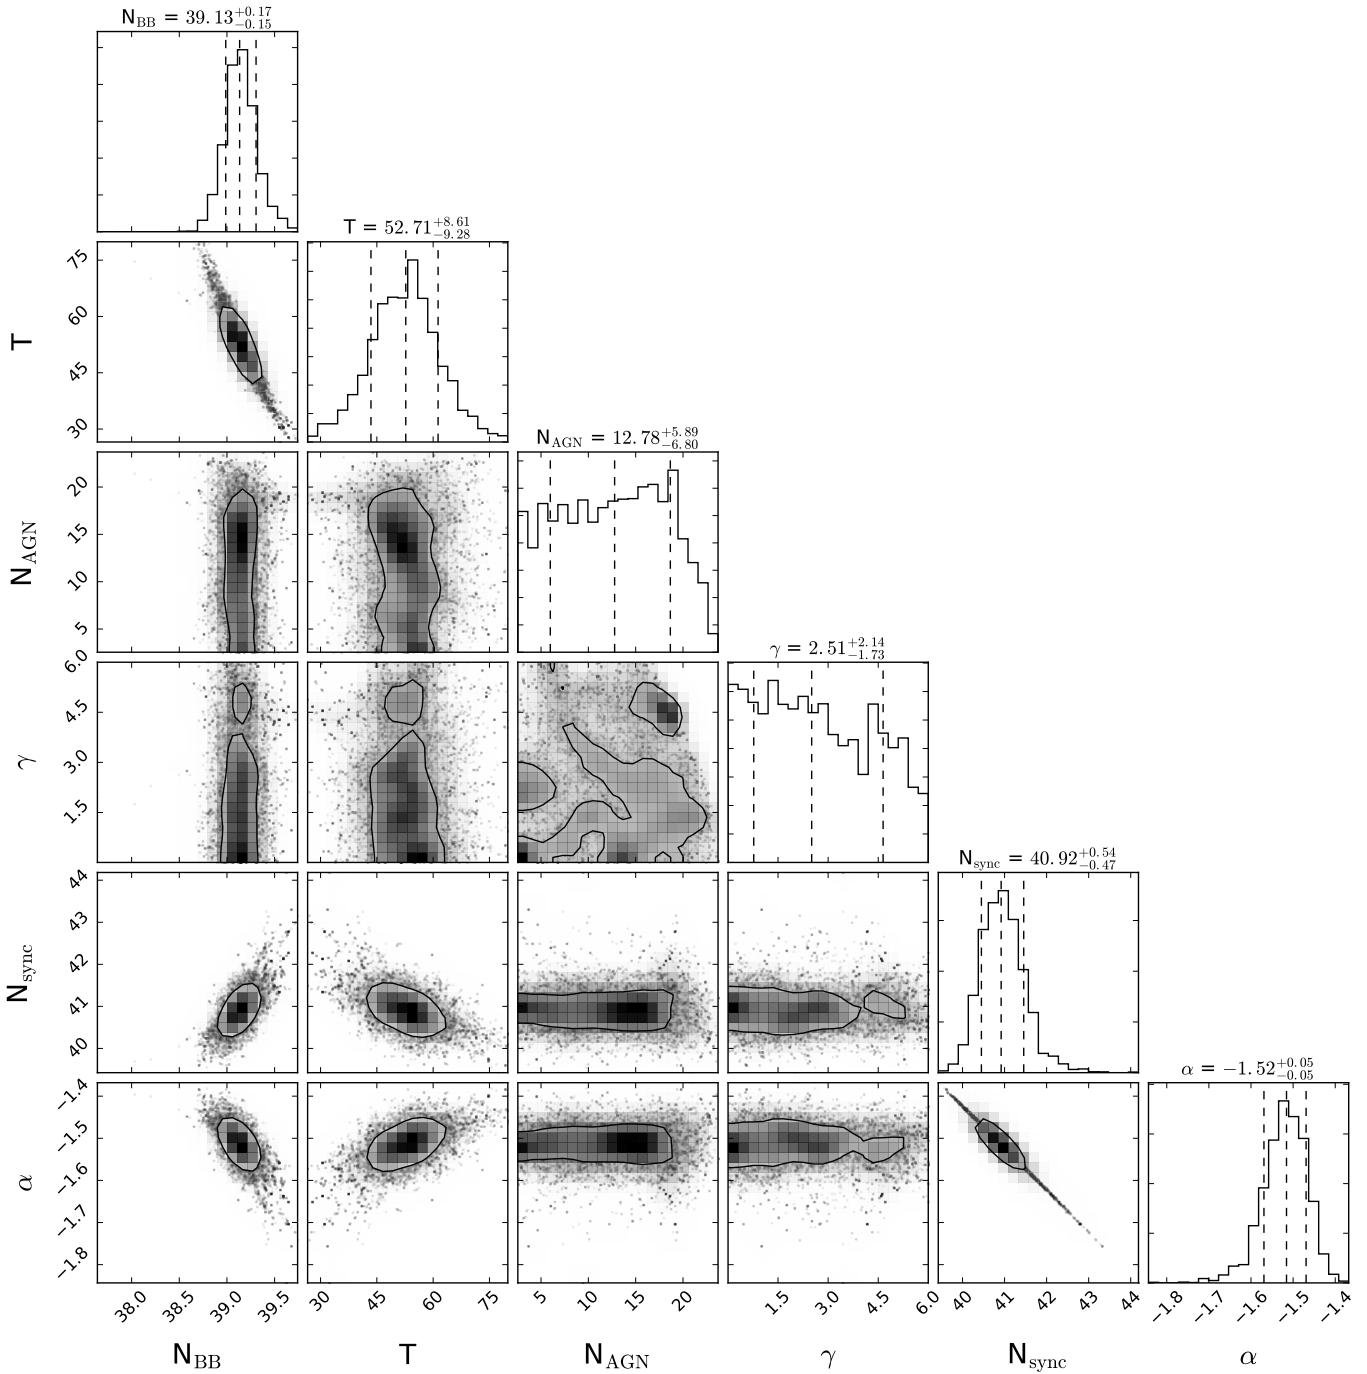 N_BB = 39.13^{+0.17}_{-0.15}
T = 52.71^{+8.61}_{-9.28}
75
60
45
30
T
N_AGN = 12.78^{+5.89}_{-6.80}
20
15
10
5
N_AGN
γ = 2.51^{+2.14}_{-1.73}
6.0
4.5
3.0
1.5
γ
N_sync = 40.92^{+0.54}_{-0.47}
44
43
42
41
40
N_sync
α = −1.52^{+0.05}_{-0.05}
−1.4
−1.5
−1.6
−1.7
−1.8
α
38.0 38.5 39.0 39.5 30 45 60 75 5 10 15 20 1.5 3.0 4.5 6.0 40 41 42 43 44 −1.8 −1.7 −1.6 −1.5 −1.4
N_BB T N_AGN γ N_sync α